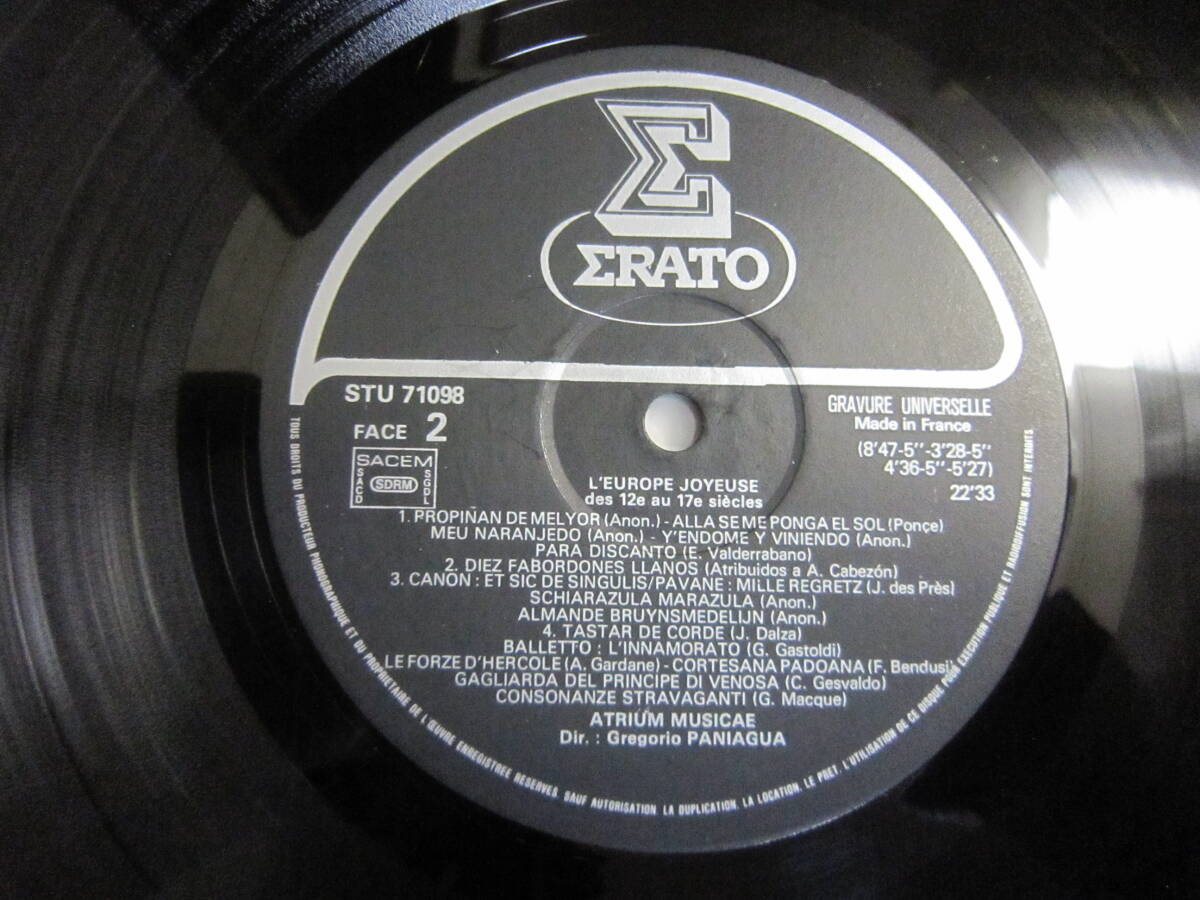 Σ
ΣRATO
STU 71098
FACE 2
SACEM
SACD
SDRM
SGDL
GRAVURE UNIVERSELLE
Made in France
(8'47-5''-3'28-5''
4'36-5''-5'27)
22'33
L'EUROPE JOYEUSE
des 12e au 17e siècles
1. PROPIÑAN DE MELYOR (Anon.) - ALLA SE ME PONGA EL SOL (Ponçe)
MEU NARANJEDO (Anon.) - Y'ENDOME Y VINIENDO (Anon.)
PARA DISCANTO (E. Valderrabano)
2. DIEZ FABORDONES LLANOS (Atribuidos a A. Cabezón)
3. CANON : ET SIC DE SINGULIS/PAVANE : MILLE REGRETZ (J. des Près)
SCHIARAZULA MARAZULA (Anon.)
ALMANDE BRUYNSMEDELIJN (Anon.)
4. TASTAR DE CORDE (J. Dalza)
BALLETTO : L'INNAMORATO (G. Gastoldi)
LE FORZE D'HERCOLE (A. Gardane) - CORTESANA PADOANA (F. Bendusi)
GAGLIARDA DEL PRINCIPE DI VENOSA (C. Gesvaldo)
CONSONANZE STRAVAGANTI (G. Macque)
ATRIUM MUSICAE
Dir. : Gregorio PANIAGUA
TOUS DROITS DU PRODUCTEUR PHONOGRAPHIQUE ET DU PROPRIETAIRE DE L'ŒUVRE ENREGISTREE RESERVES. SAUF AUTORISATION, LA DUPLICATION, LA LOCATION, LE PRET, L'UTILISATION DE CE DISQUE POUR EXECUTION PUBLIQUE ET RADIODIFFUSION SONT INTERDITS